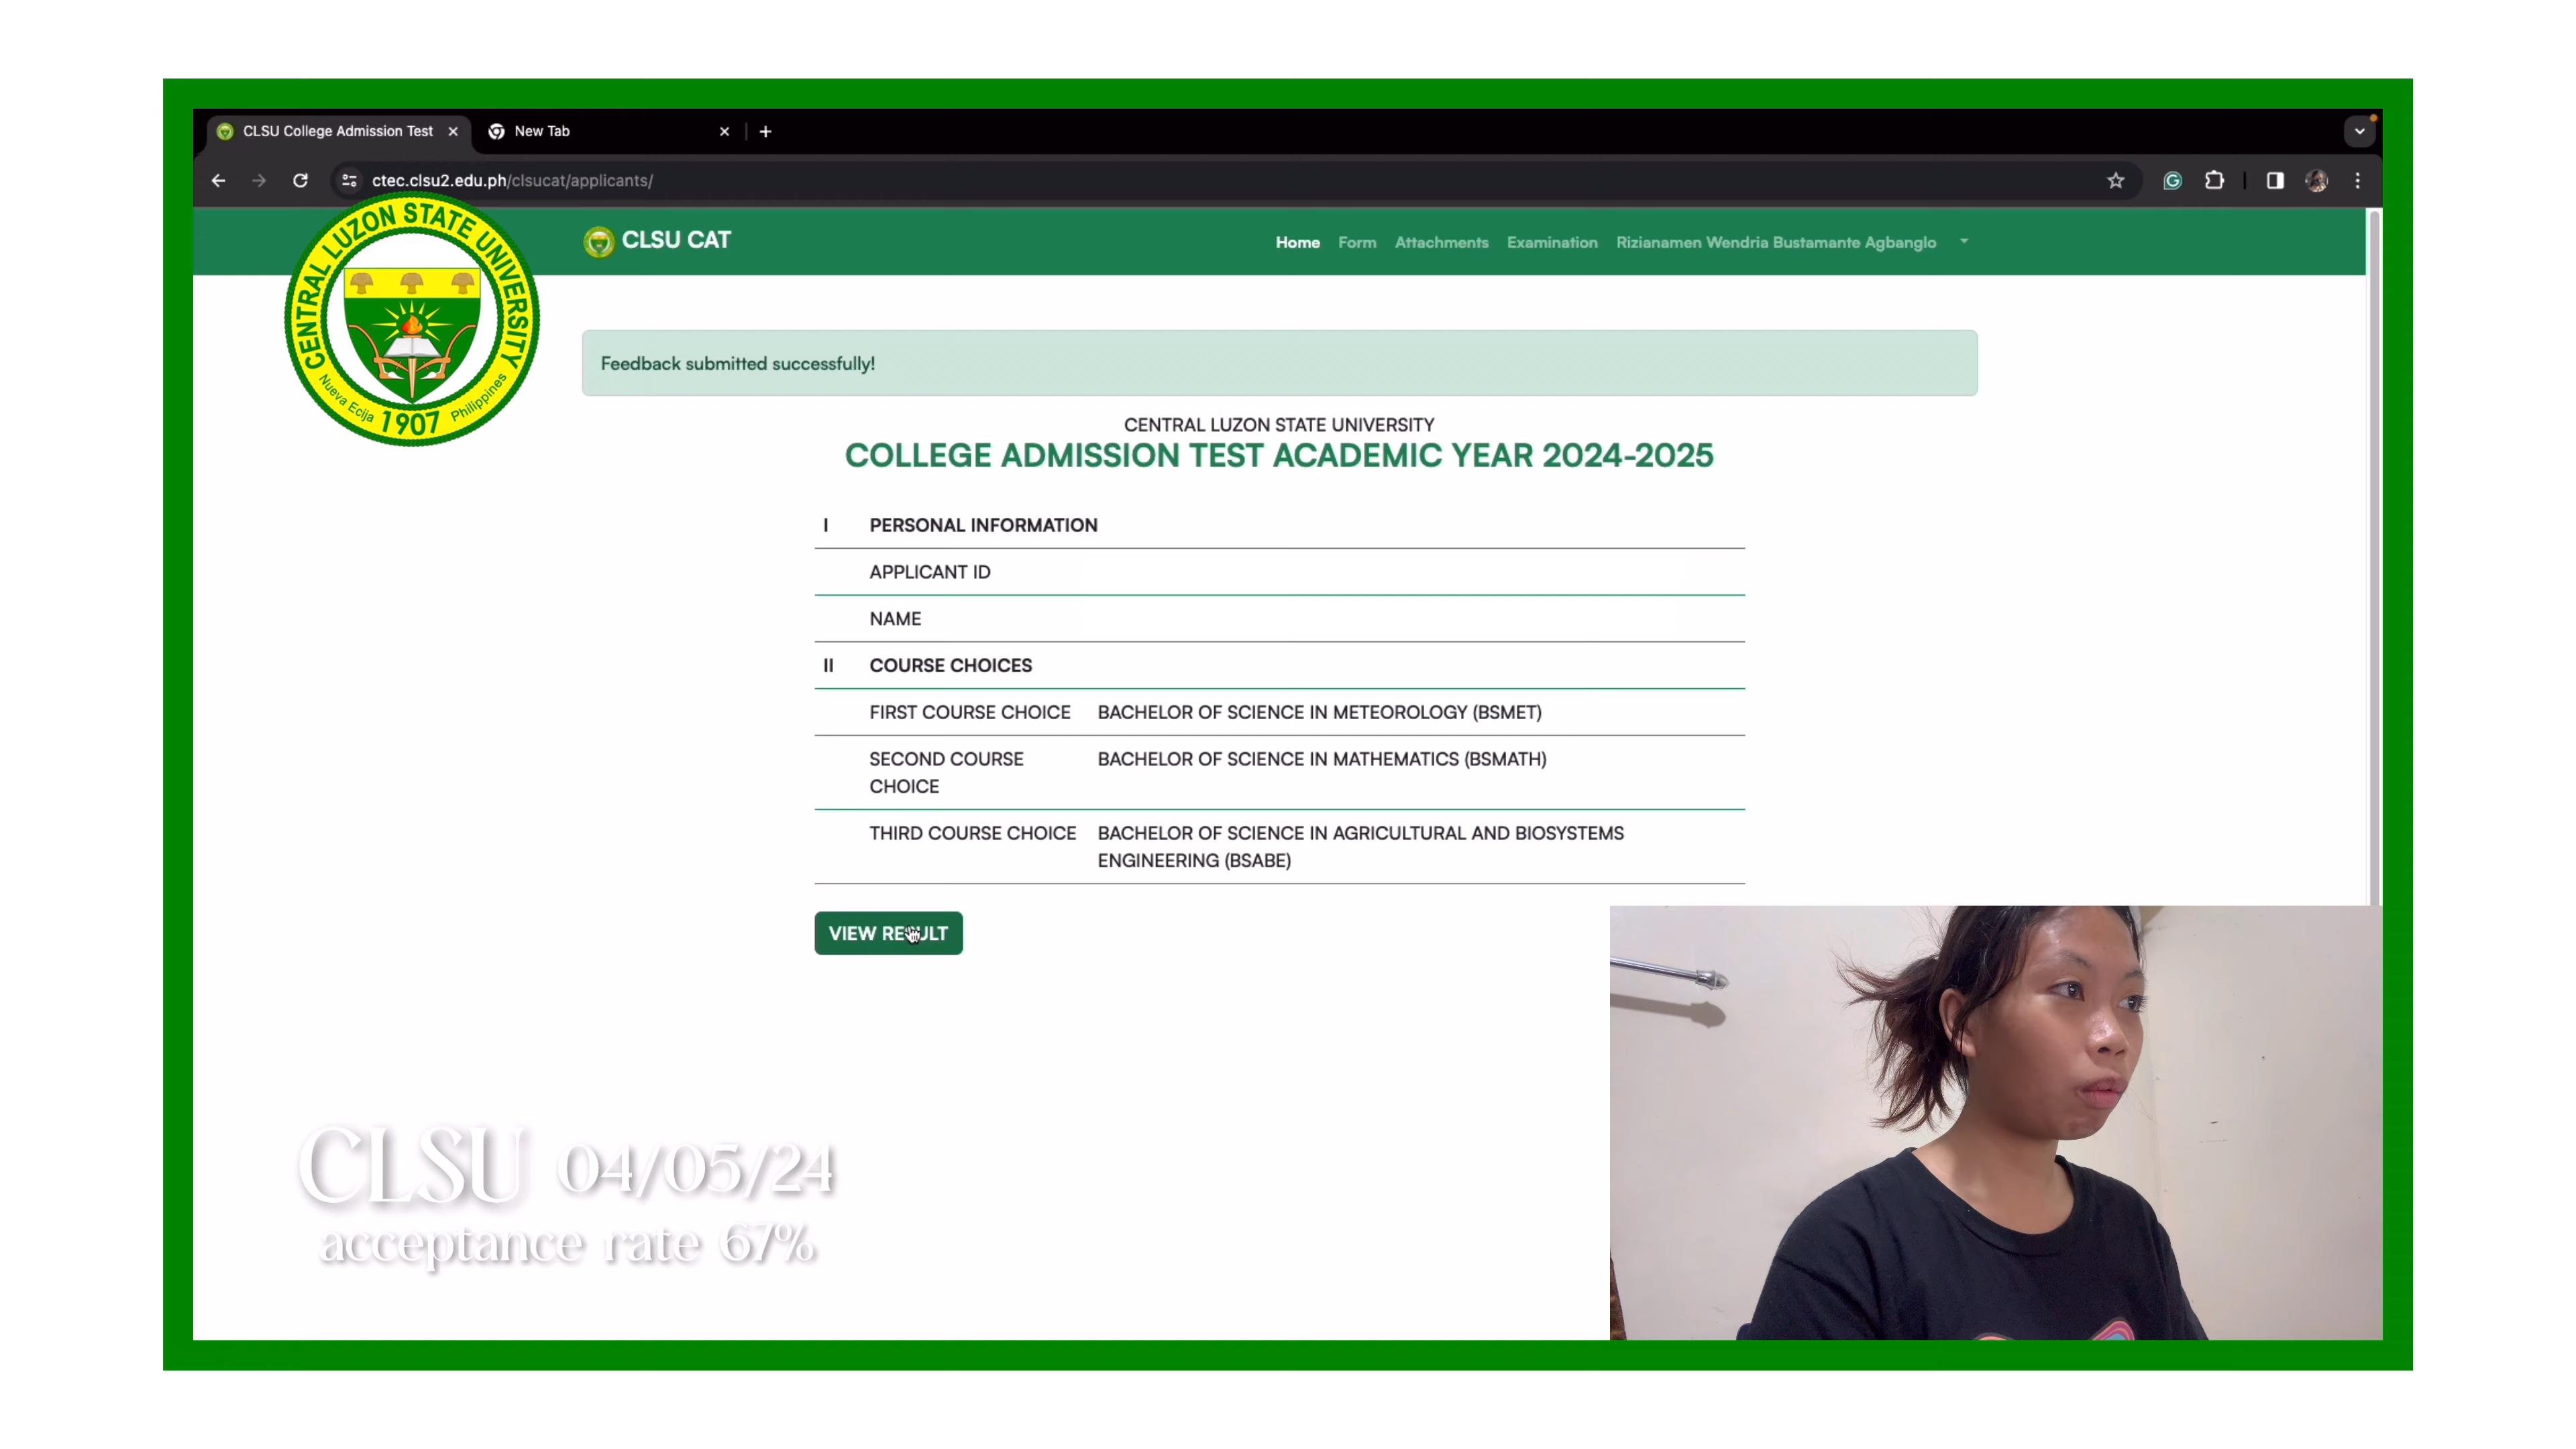 CLSU College Admission Test
New Tab
ctec.clsu2.edu.ph/clsucat/applicants/
CENTRAL LUZON STATE UNIVERSITY
Nueva Ecija 1907 Philippines
CLSU CAT
Home Form Attachments Examination Rizianamen Wendria Bustamante Agbanglo
Feedback submitted successfully!
CENTRAL LUZON STATE UNIVERSITY
COLLEGE ADMISSION TEST ACADEMIC YEAR 2024-2025
I PERSONAL INFORMATION
APPLICANT ID
NAME
II COURSE CHOICES
FIRST COURSE CHOICE BACHELOR OF SCIENCE IN METEOROLOGY (BSMET)
SECOND COURSE CHOICE BACHELOR OF SCIENCE IN MATHEMATICS (BSMATH)
THIRD COURSE CHOICE BACHELOR OF SCIENCE IN AGRICULTURAL AND BIOSYSTEMS
ENGINEERING (BSABE)
VIEW RESULT
CLSU 04/05/24
acceptance rate 67%